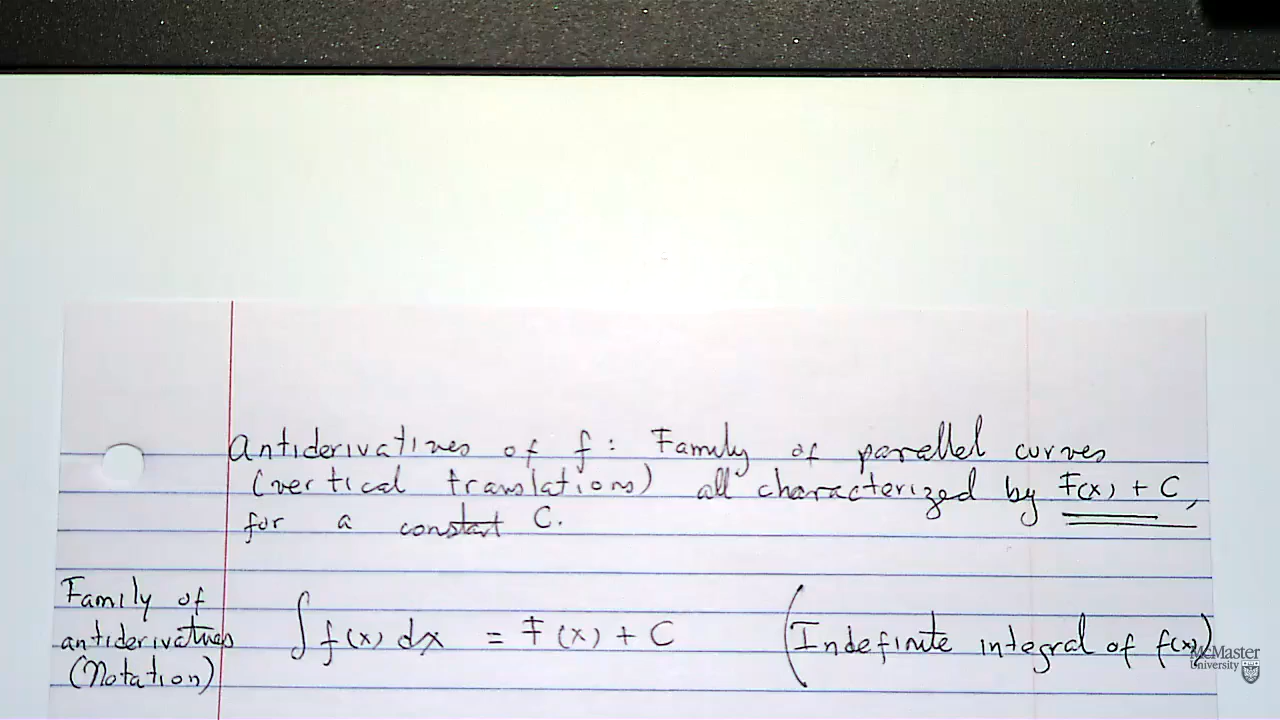 Antiderivatives of f: Family of parallel curves
(vertical translations) all characterized by F(x) + C,
for a constant C.
Family of
antiderivatives
(Notation)
∫ f(x) dx = F(x) + C
(Indefinite integral of f(x))
McMaster
University